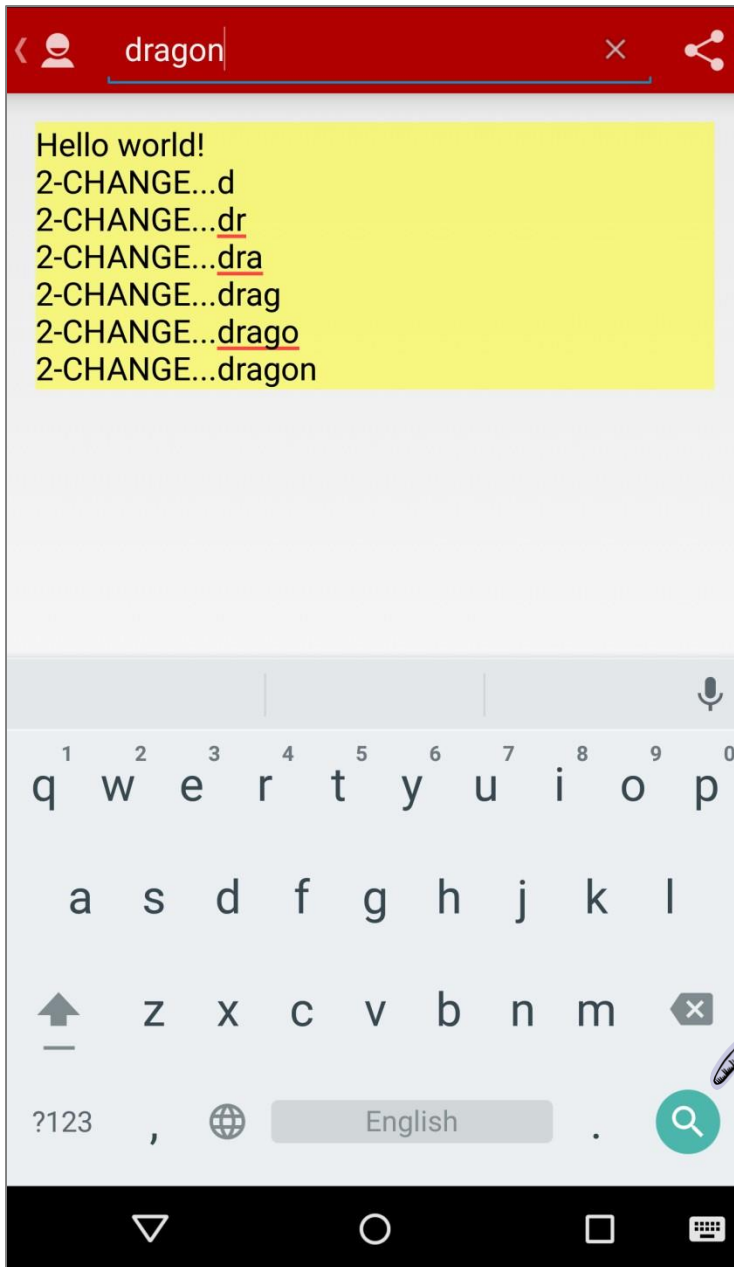 dragon
Hello world!
2-CHANGE...d
2-CHANGE...dr
2-CHANGE...dra
2-CHANGE...drag
2-CHANGE...drago
2-CHANGE...dragon
1 2 3 4 5 6 7 8 9 0
q w e r t y u i o p
a s d f g h j k l
z x c v b n m
?123 , English .